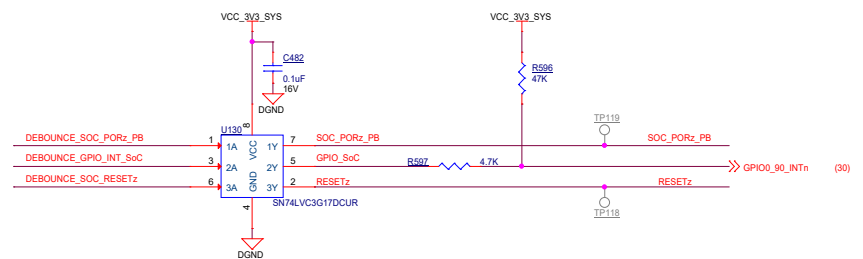 VCC_3V3_SYS
VCC_3V3_SYS
C482
0.1uF
16V
DGND
R596
47K
U130
8
TP119
DEBOUNCE_SOC_PORz_PB
1
1A
VCC
1Y
7
SOC_PORz_PB
SOC_PORz_PB
DEBOUNCE_GPIO_INT_SoC
3
2A
2Y
5
GPIO_SoC
R597
4.7K
GPIO0_90_INTn
(30)
DEBOUNCE_SOC_RESETz
6
3A
GND
3Y
2
RESETz
RESETz
4
SN74LVC3G17DCUR
TP118
DGND